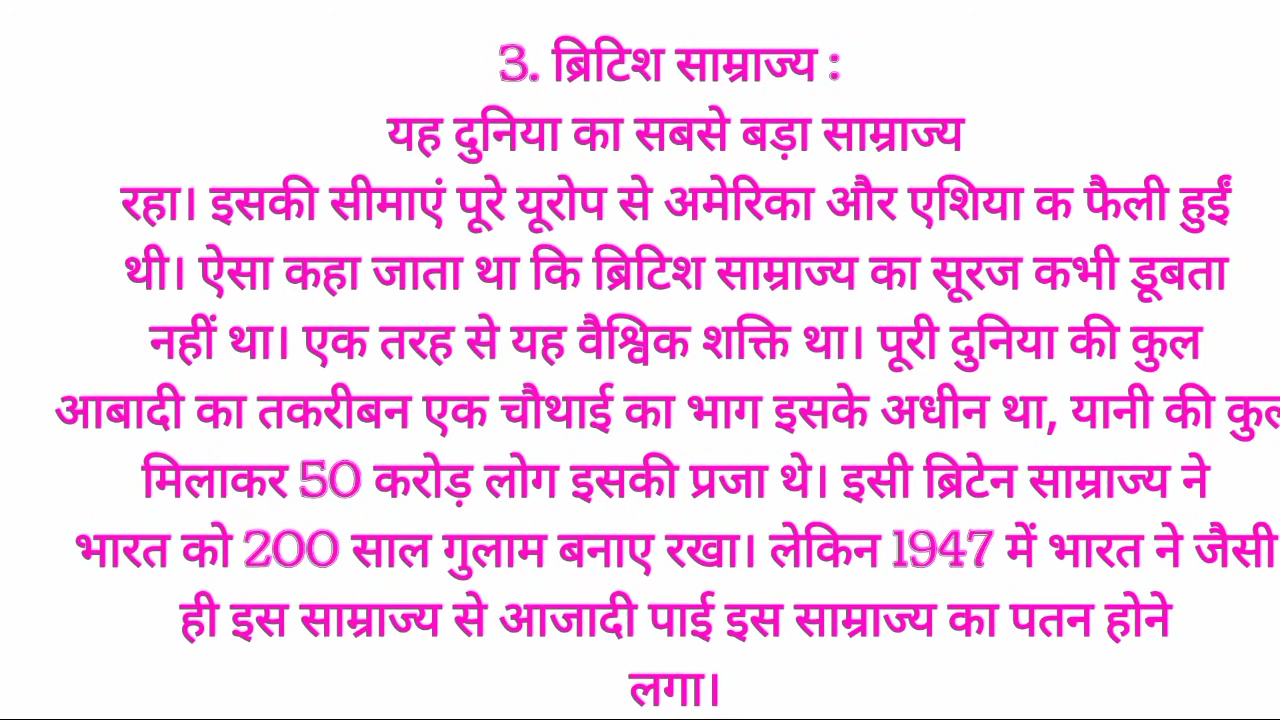 3. ब्रिटिश साम्राज्य :
यह दुनिया का सबसे बड़ा साम्राज्य
रहा। इसकी सीमाएं पूरे यूरोप से अमेरिका और एशिया क फैली हुईं
थी। ऐसा कहा जाता था कि ब्रिटिश साम्राज्य का सूरज कभी डूबता
नहीं था। एक तरह से यह वैश्विक शक्ति था। पूरी दुनिया की कुल
आबादी का तकरीबन एक चौथाई का भाग इसके अधीन था, यानी की कुल
मिलाकर 50 करोड़ लोग इसकी प्रजा थे। इसी ब्रिटेन साम्राज्य ने
भारत को 200 साल गुलाम बनाए रखा। लेकिन 1947 में भारत ने जैसी
ही इस साम्राज्य से आजादी पाई इस साम्राज्य का पतन होने
लगा।